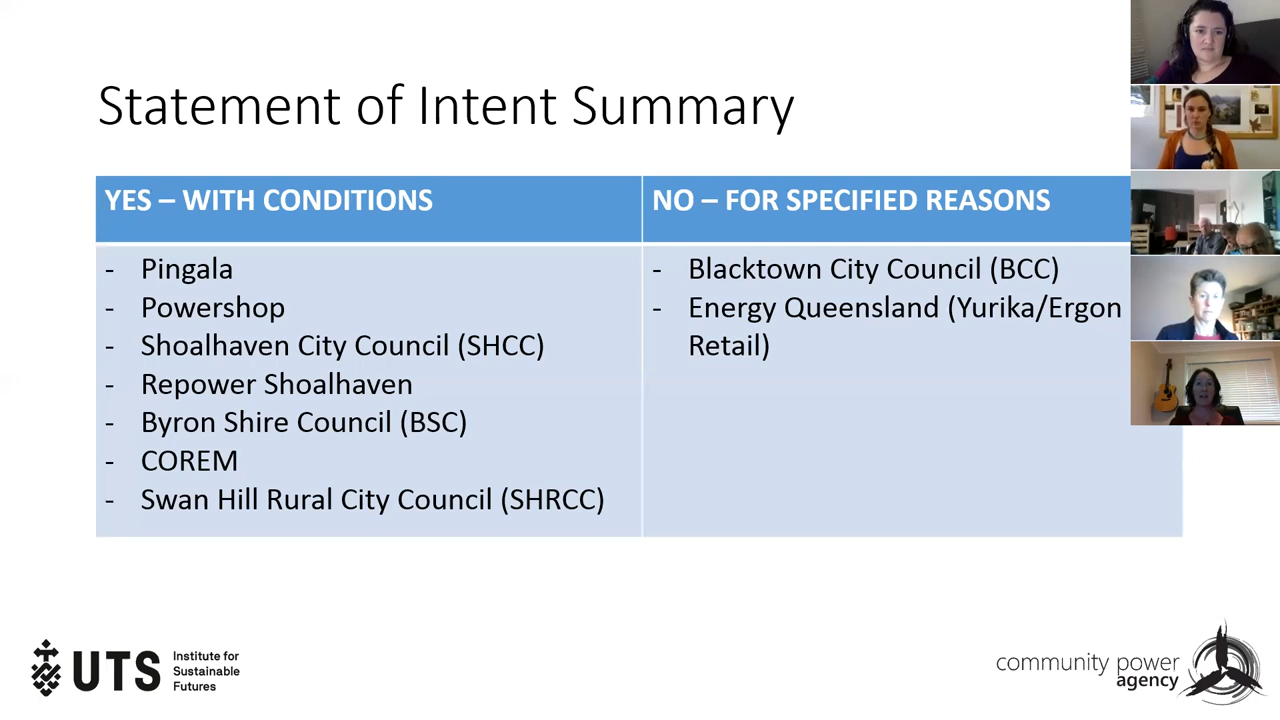 Statement of Intent Summary
YES – WITH CONDITIONS
- Pingala
- Powershop
- Shoalhaven City Council (SHCC)
- Repower Shoalhaven
- Byron Shire Council (BSC)
- COREM
- Swan Hill Rural City Council (SHRCC)
NO – FOR SPECIFIED REASONS
- Blacktown City Council (BCC)
- Energy Queensland (Yurika/Ergon
Retail)
UTS
Institute for
Sustainable
Futures
community power
agency